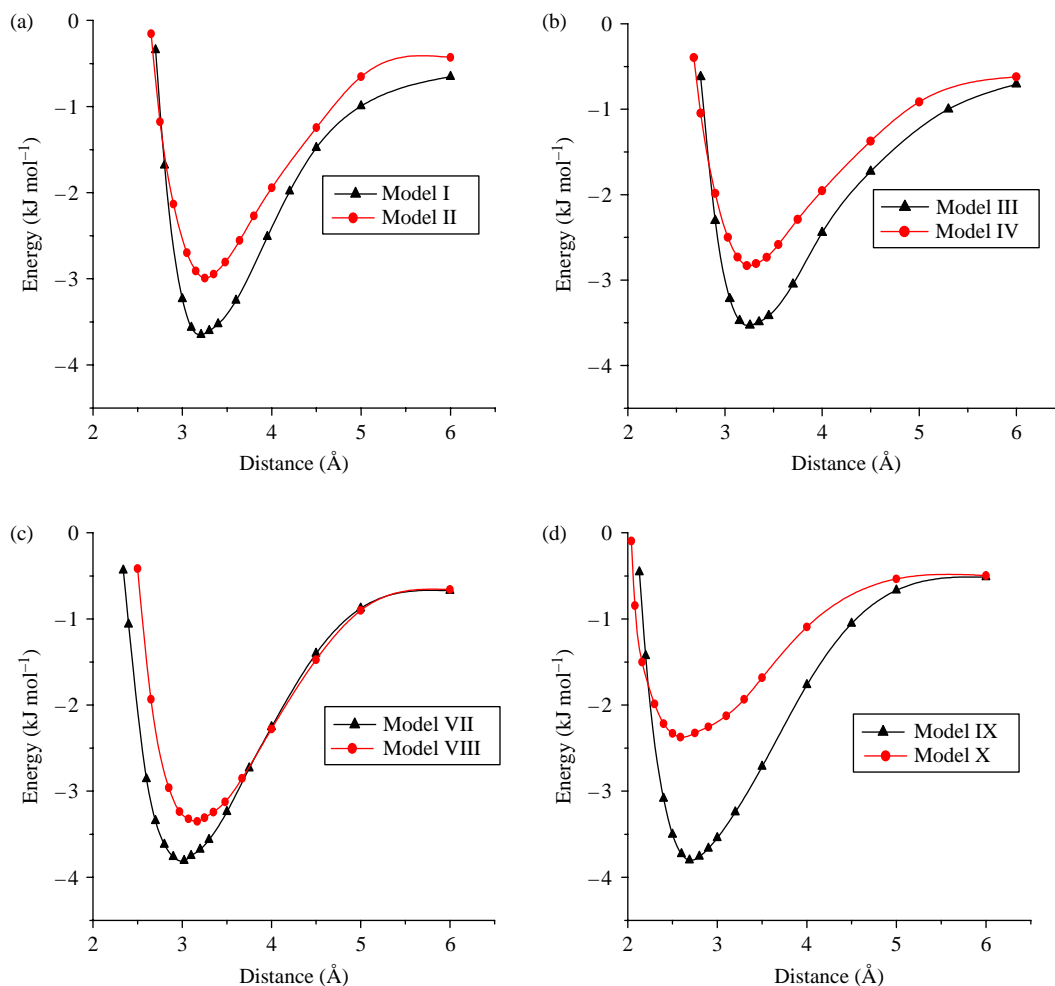 (a)
0
−1
−2
−3
−4
Energy (kJ mol⁻¹)
Model I
Model II
2 3 4 5 6
Distance (Å)
(b)
0
−1
−2
−3
−4
Energy (kJ mol⁻¹)
Model III
Model IV
2 3 4 5 6
Distance (Å)
(c)
0
−1
−2
−3
−4
Energy (kJ mol⁻¹)
Model VII
Model VIII
2 3 4 5 6
Distance (Å)
(d)
0
−1
−2
−3
−4
Energy (kJ mol⁻¹)
Model IX
Model X
2 3 4 5 6
Distance (Å)